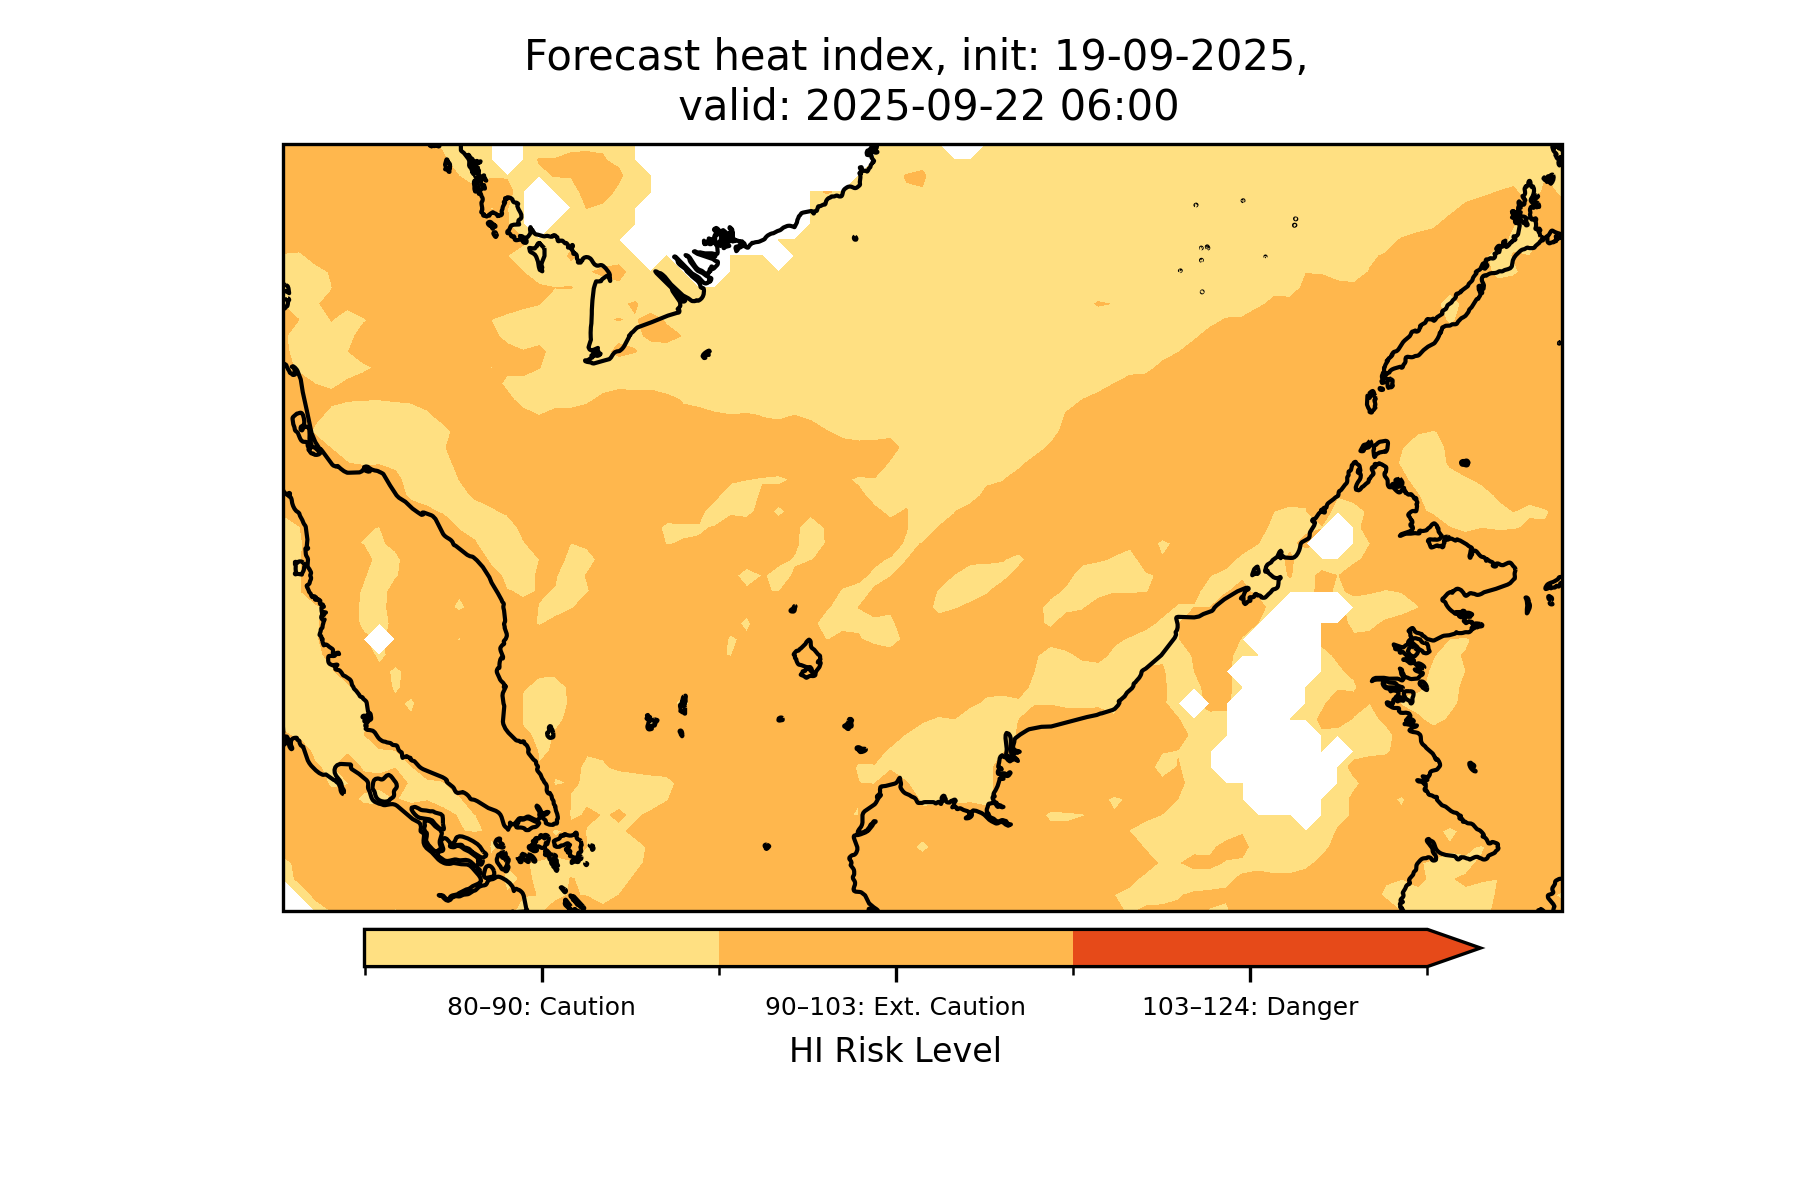 Forecast heat index, init: 19-09-2025,
valid: 2025-09-22 06:00
80–90: Caution
90–103: Ext. Caution
103–124: Danger
HI Risk Level